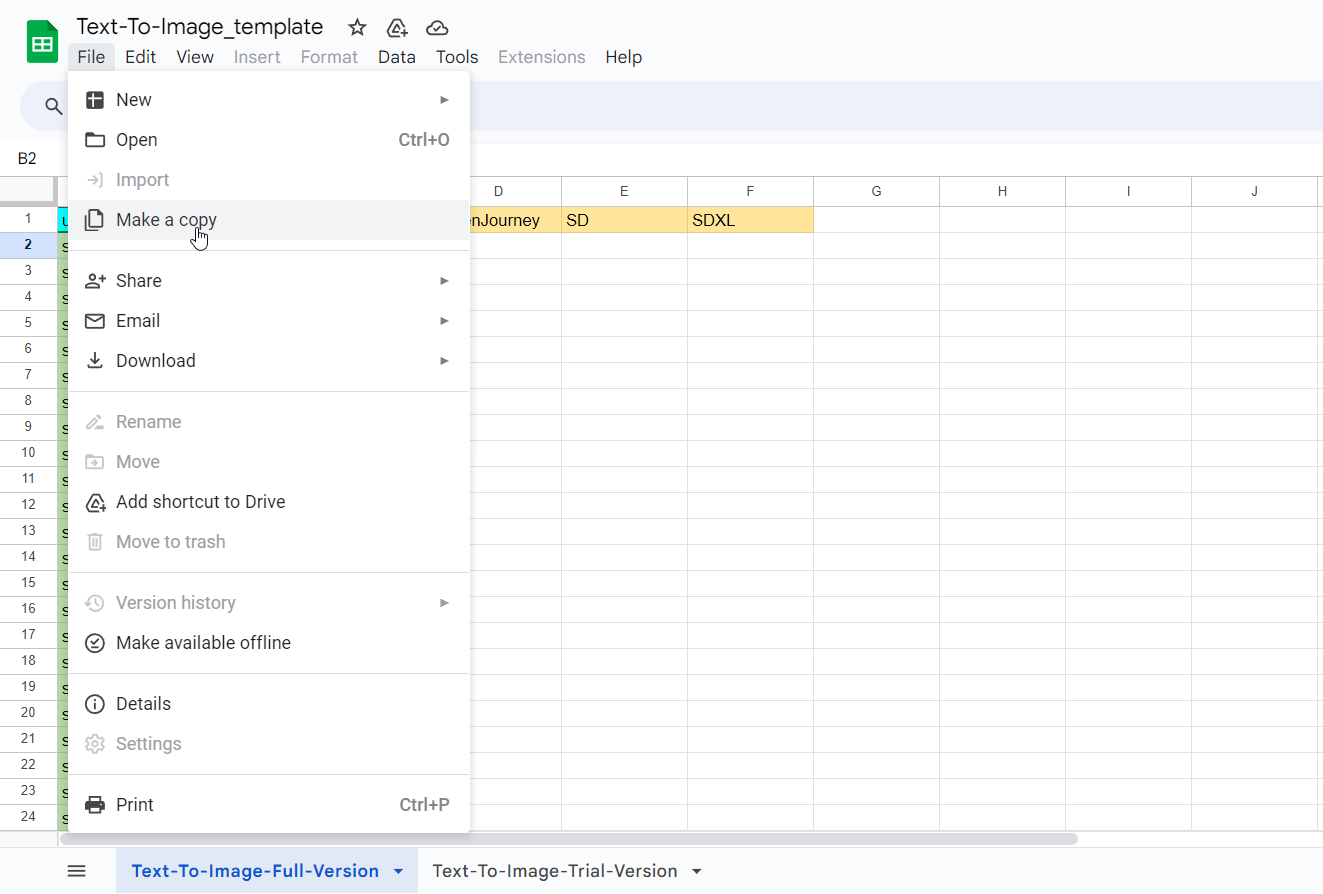 Text-To-Image_template
File Edit View Insert Format Data Tools Extensions Help
New
Open Ctrl+O
Import
Make a copy
Share
Email
Download
Rename
Move
Add shortcut to Drive
Move to trash
Version history
Make available offline
Details
Settings
Print Ctrl+P
B2
D E F G H I J
1 enJourney SD SDXL
2 s
3 s
4 s
5 s
6 s
7 s
8 s
9 s
10 s
11 s
12 s
13 s
14 s
15 s
16 s
17 s
18 s
19 s
20 s
21 s
22 s
23 s
24 s
Text-To-Image-Full-Version Text-To-Image-Trial-Version